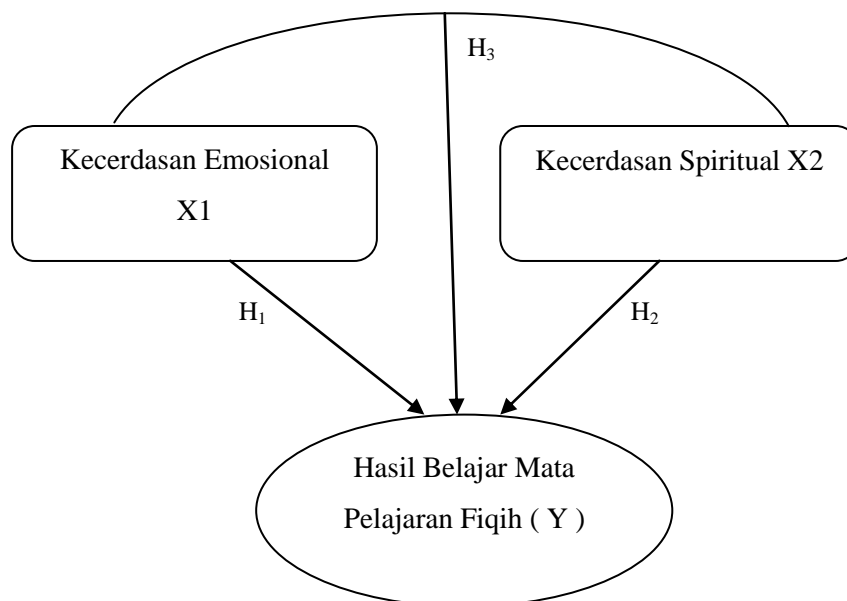 H₃
Kecerdasan Emosional
X1
Kecerdasan Spiritual X2
H₁
H₂
Hasil Belajar Mata
Pelajaran Fiqih ( Y )